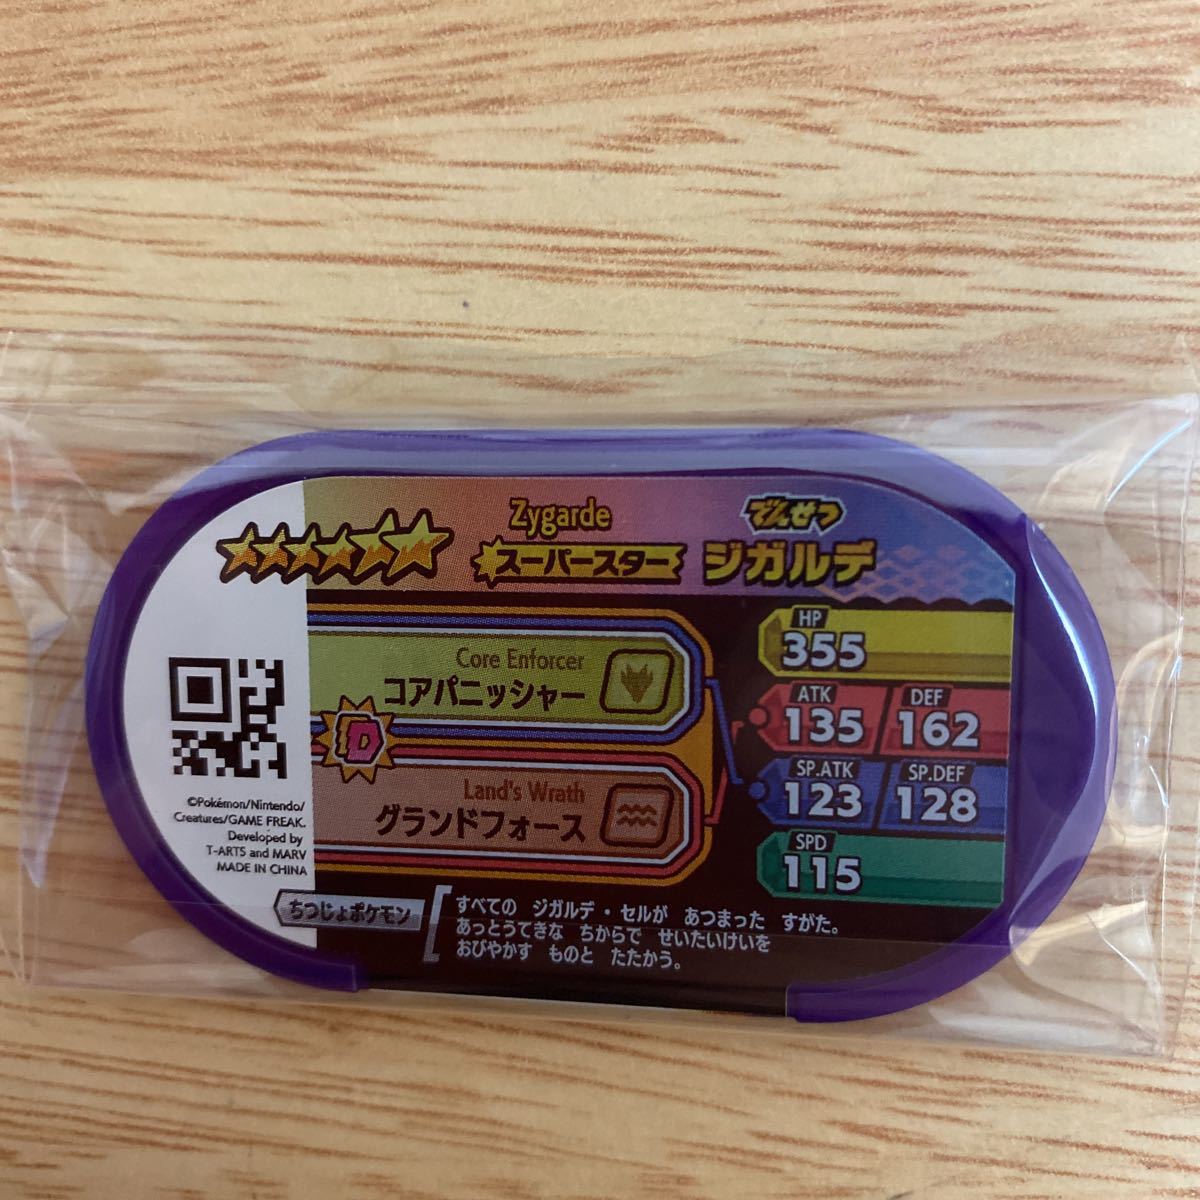 Zygarde
スーパースター
でんせつ
ジガルデ
Core Enforcer
コアパニッシャー
Land's Wrath
グランドフォース
HP
355
ATK
135
DEF
162
SP.ATK
123
SP.DEF
128
SPD
115
©Pokémon/Nintendo/
Creatures/GAME FREAK.
Developed by
T-ARTS and MARV
MADE IN CHINA
ちつじょポケモン
すべての ジガルデ・セルが あつまった すがた。
あっとうてきな ちからで せいたいけいを
おびやかす ものと たたかう。